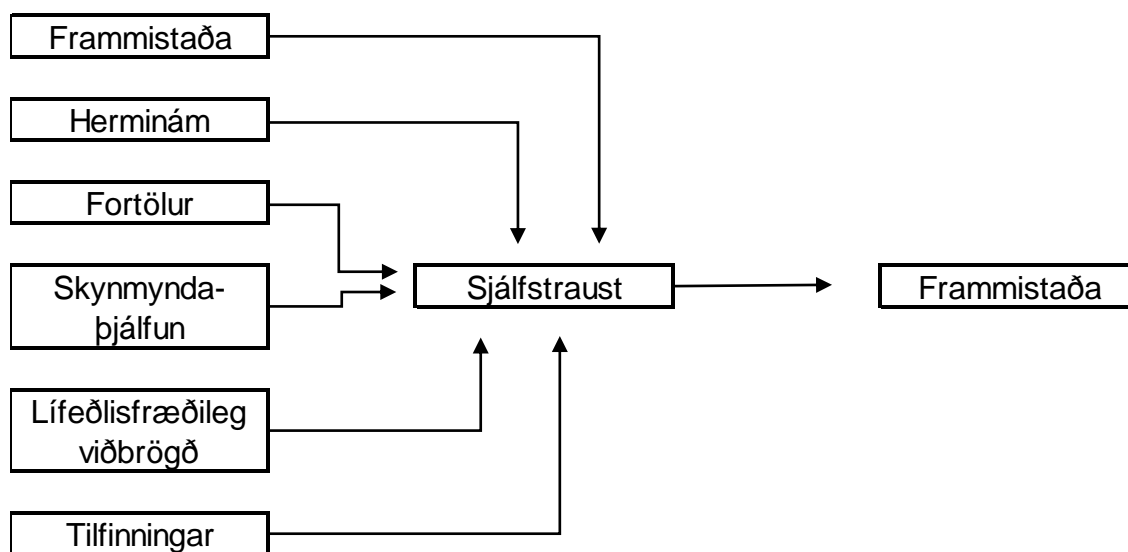 Frammistaða
Herminám
Fortölur
Skynmynda-
þjálfun
Lífeðlisfræðileg
viðbrögð
Tilfinningar
Sjálfstraust
Frammistaða